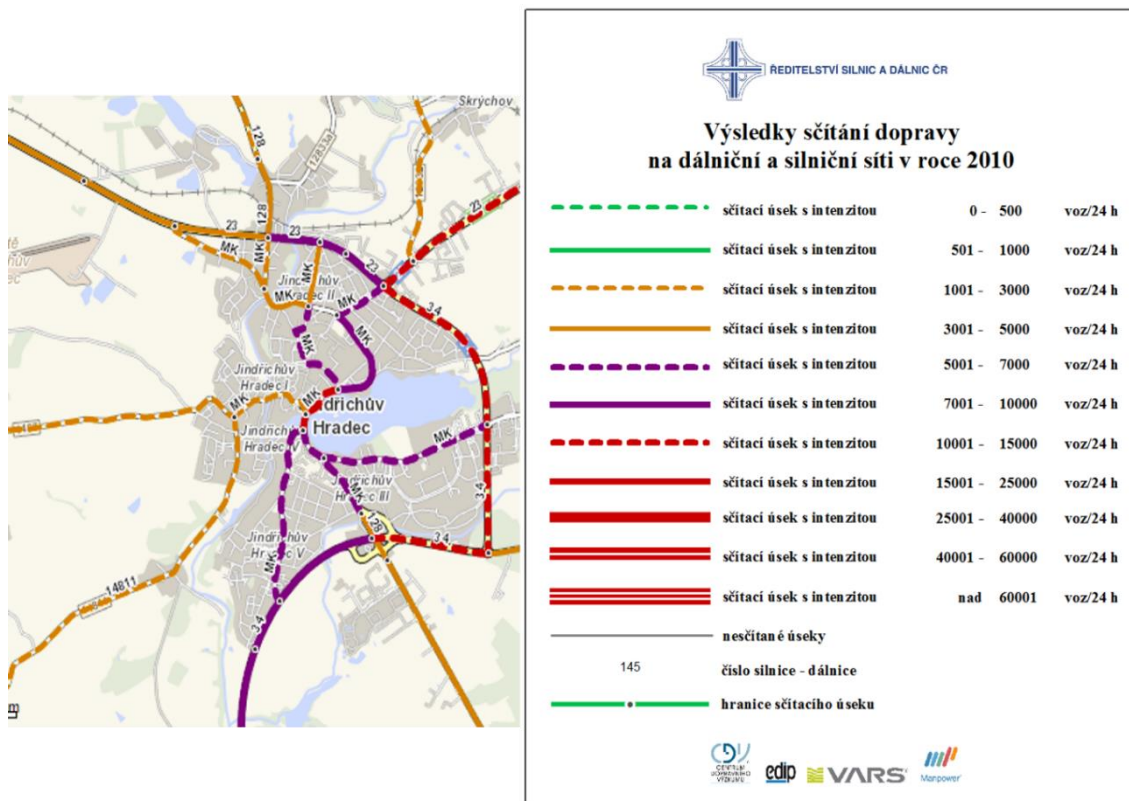 Skrýchov
128
12833a
23
128
23
MK
MK
23
23
MK
Jindřichův
Hradec II
MK
MK
34
MK
MK
Jindřichův
Hradec I
MK
MK
Jindřichův
Hradec
Jindřichův
Hradec IV
MK
Jindřichův
Hradec III
MK
34
128
34
Jindřichův
Hradec V
MK
14811
34
ŘEDITELSTVÍ SILNIC A DÁLNIC ČR
Výsledky sčítání dopravy
na dálniční a silniční síti v roce 2010
sčítací úsek s intenzitou 0 - 500 voz/24 h
sčítací úsek s intenzitou 501 - 1000 voz/24 h
sčítací úsek s intenzitou 1001 - 3000 voz/24 h
sčítací úsek s intenzitou 3001 - 5000 voz/24 h
sčítací úsek s intenzitou 5001 - 7000 voz/24 h
sčítací úsek s intenzitou 7001 - 10000 voz/24 h
sčítací úsek s intenzitou 10001 - 15000 voz/24 h
sčítací úsek s intenzitou 15001 - 25000 voz/24 h
sčítací úsek s intenzitou 25001 - 40000 voz/24 h
sčítací úsek s intenzitou 40001 - 60000 voz/24 h
sčítací úsek s intenzitou nad 60001 voz/24 h
nesčítané úseky
145 číslo silnice - dálnice
hranice sčítacího úseku
CENTRUM
DOPRAVNÍHO
VÝZKUMU
edip
VARS
Manpower